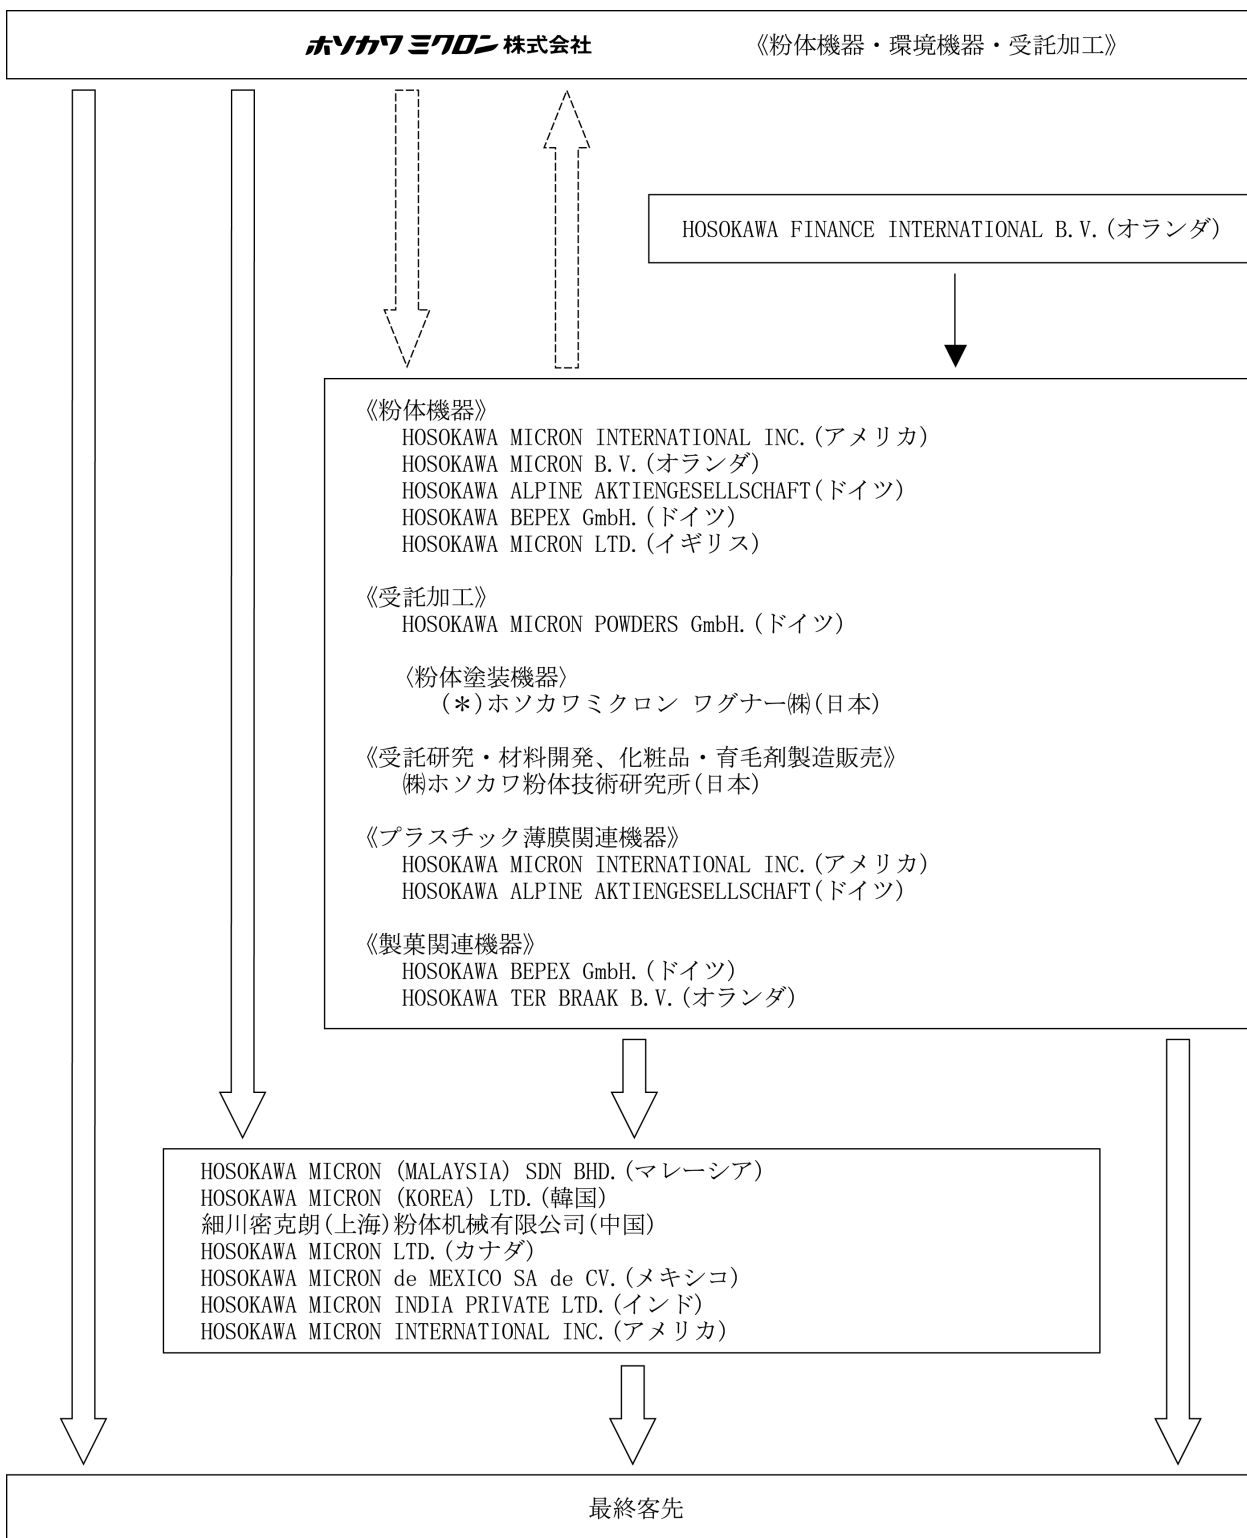 ホソカワミクロン株式会社 《粉体機器・環境機器・受託加工》
HOSOKAWA FINANCE INTERNATIONAL B.V.(オランダ)
《粉体機器》
HOSOKAWA MICRON INTERNATIONAL INC.(アメリカ)
HOSOKAWA MICRON B.V.(オランダ)
HOSOKAWA ALPINE AKTIENGESELLSCHAFT(ドイツ)
HOSOKAWA BEPEX GmbH.(ドイツ)
HOSOKAWA MICRON LTD.(イギリス)
《受託加工》
HOSOKAWA MICRON POWDERS GmbH.(ドイツ)
〈粉体塗装機器〉
(*)ホソカワミクロン ワグナー㈱(日本)
《受託研究・材料開発、化粧品・育毛剤製造販売》
㈱ホソカワ粉体技術研究所(日本)
《プラスチック薄膜関連機器》
HOSOKAWA MICRON INTERNATIONAL INC.(アメリカ)
HOSOKAWA ALPINE AKTIENGESELLSCHAFT(ドイツ)
《製菓関連機器》
HOSOKAWA BEPEX GmbH.(ドイツ)
HOSOKAWA TER BRAAK B.V.(オランダ)
HOSOKAWA MICRON (MALAYSIA) SDN BHD.(マレーシア)
HOSOKAWA MICRON (KOREA) LTD.(韓国)
細川密克朗(上海)粉体机械有限公司(中国)
HOSOKAWA MICRON LTD.(カナダ)
HOSOKAWA MICRON de MEXICO SA de CV.(メキシコ)
HOSOKAWA MICRON INDIA PRIVATE LTD.(インド)
HOSOKAWA MICRON INTERNATIONAL INC.(アメリカ)
最終客先